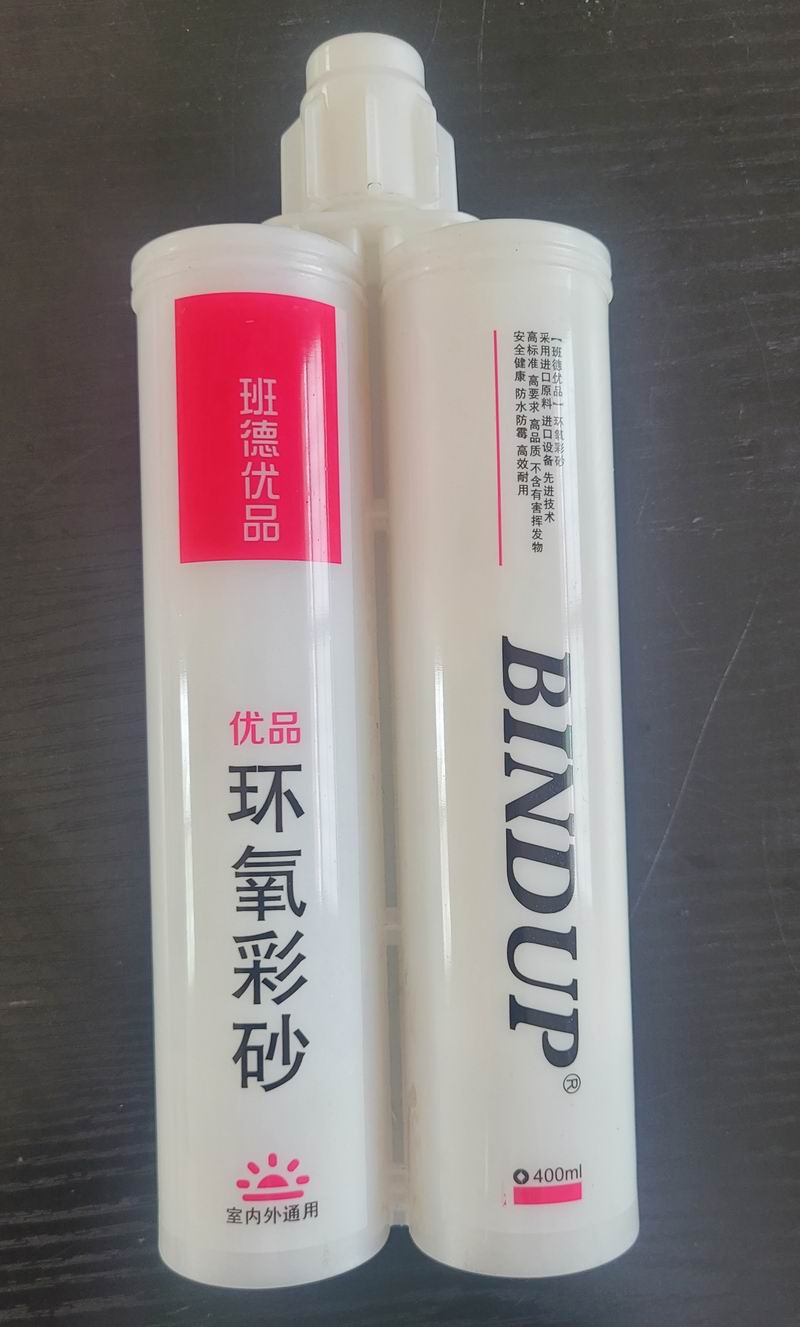 班德优品
优品
环氧彩砂
室内外通用
【班德优品】环氧彩砂
采用进口原料 进口设备 先进技术
高标准 高要求 高品质 不含有害挥发物
安全健康 防水防霉 高效耐用
BINDUP®
400ml